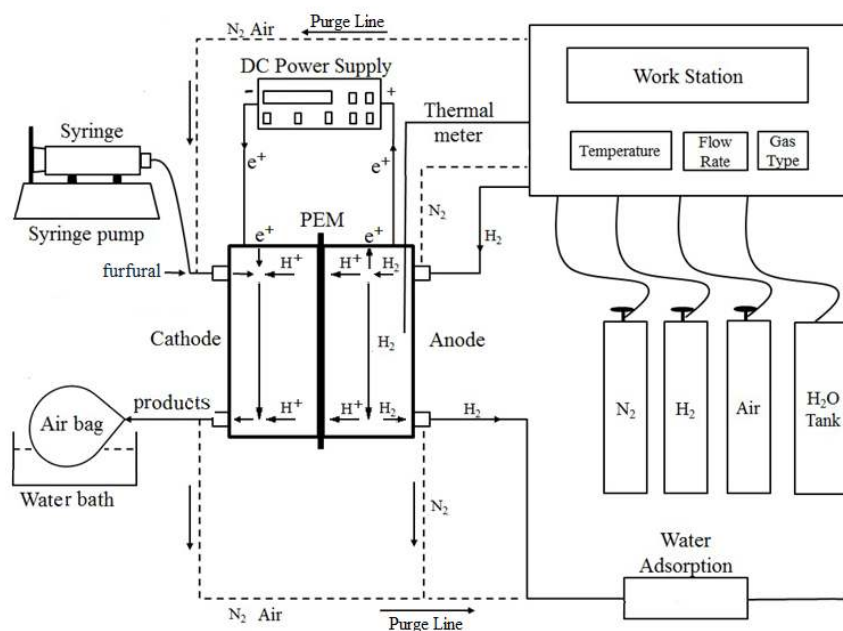 N₂ Air
Purge Line
DC Power Supply
- +
Work Station
Temperature
Flow
Rate
Gas
Type
Thermal
meter
Syringe
Syringe pump
e⁺
e⁺
N₂
PEM
H₂
e⁺
e⁺
furfural
H⁺
H⁺
H₂
Cathode
H₂
Anode
products
H⁺
H⁺
H₂
H₂
Air bag
Water bath
N₂
H₂
Air
H₂O
Tank
N₂
Water
Adsorption
N₂ Air
Purge Line